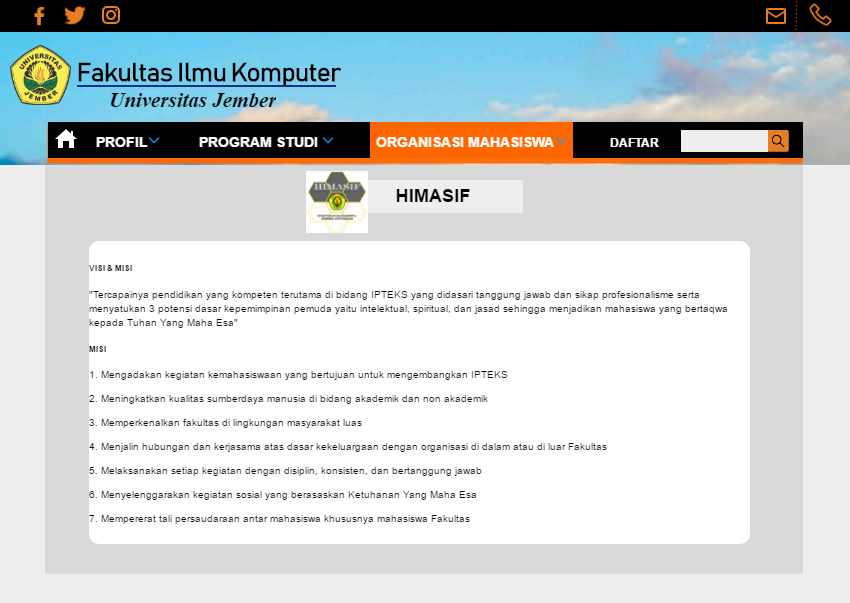 UNIVERSITAS
JEMBER
Fakultas Ilmu Komputer
Universitas Jember
PROFIL
PROGRAM STUDI
ORGANISASI MAHASISWA
DAFTAR
HIMASIF
HIMASIF
VISI & MISI
"Tercapainya pendidikan yang kompeten terutama di bidang IPTEKS yang didasari tanggung jawab dan sikap profesionalisme serta
menyatukan 3 potensi dasar kepemimpinan pemuda yaitu intelektual, spiritual, dan jasad sehingga menjadikan mahasiswa yang bertaqwa
kepada Tuhan Yang Maha Esa"
MISI
1. Mengadakan kegiatan kemahasiswaan yang bertujuan untuk mengembangkan IPTEKS
2. Meningkatkan kualitas sumberdaya manusia di bidang akademik dan non akademik
3. Memperkenalkan fakultas di lingkungan masyarakat luas
4. Menjalin hubungan dan kerjasama atas dasar kekeluargaan dengan organisasi di dalam atau di luar Fakultas
5. Melaksanakan setiap kegiatan dengan disiplin, konsisten, dan bertanggung jawab
6. Menyelenggarakan kegiatan sosial yang berasaskan Ketuhanan Yang Maha Esa
7. Mempererat tali persaudaraan antar mahasiswa khususnya mahasiswa Fakultas